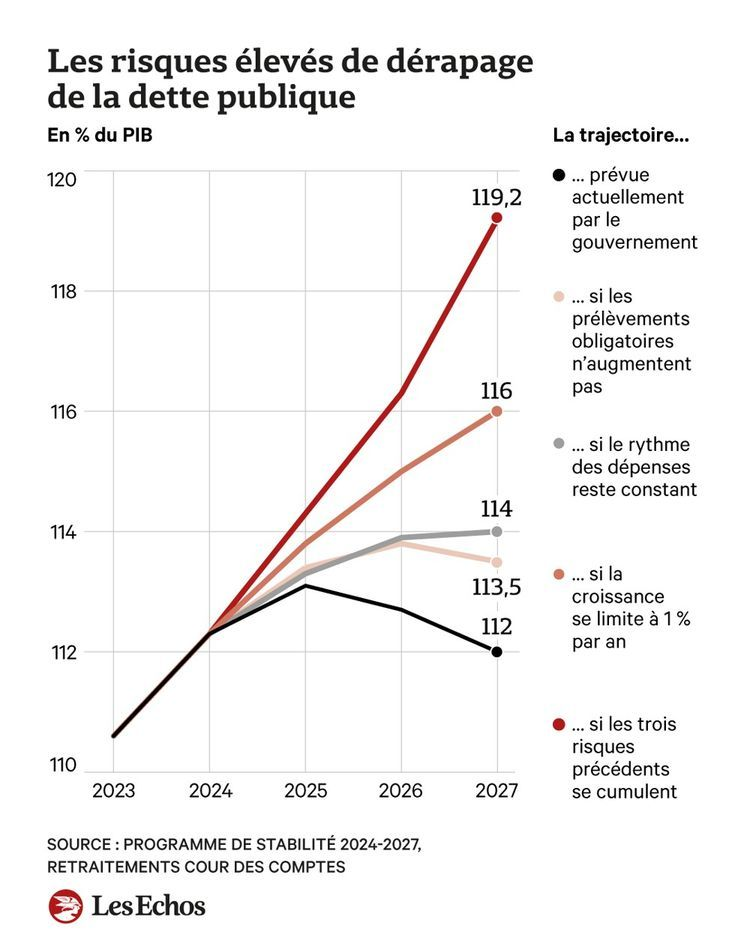 Les risques élevés de dérapage
de la dette publique
En % du PIB
120
118
116
114
112
110
2023
2024
2025
2026
2027
119,2
116
114
113,5
112
La trajectoire...
... prévue
actuellement
par le
gouvernement
... si les
prélèvements
obligatoires
n’augmentent
pas
... si le rythme
des dépenses
reste constant
... si la
croissance
se limite à 1 %
par an
... si les trois
risques
précédents
se cumulent
SOURCE : PROGRAMME DE STABILITÉ 2024-2027,
RETRAITEMENTS COUR DES COMPTES
Les Echos